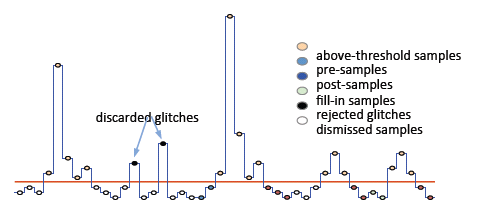 above-threshold samples
pre-samples
post-samples
discarded glitches
fill-in samples
rejected glitches
dismissed samples